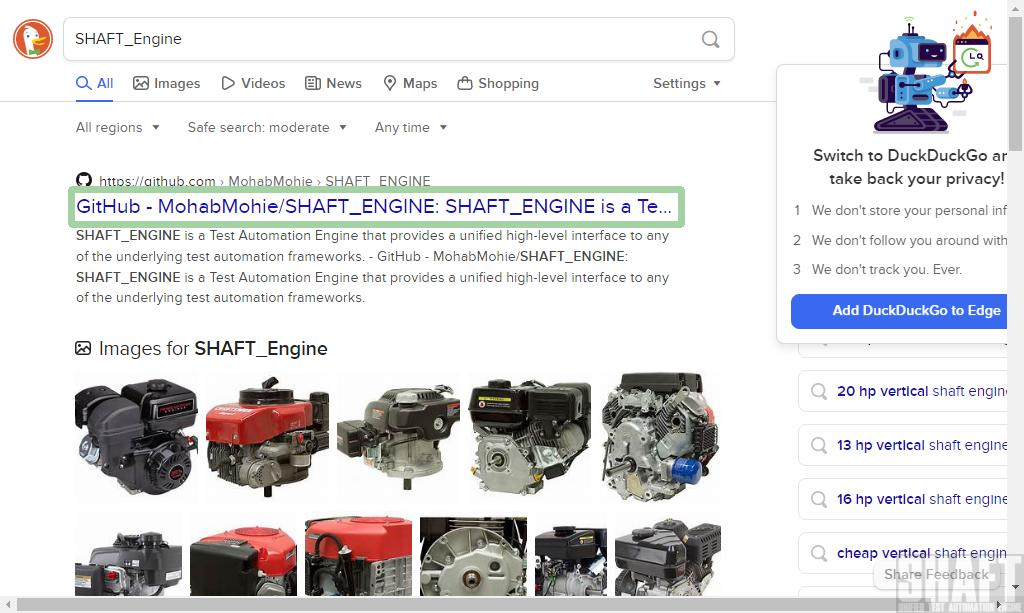 SHAFT_Engine
All Images Videos News Maps Shopping Settings
All regions Safe search: moderate Any time
https://github.com › MohabMohie › SHAFT_ENGINE
GitHub - MohabMohie/SHAFT_ENGINE: SHAFT_ENGINE is a Te...
SHAFT_ENGINE is a Test Automation Engine that provides a unified high-level interface to any
of the underlying test automation frameworks. - GitHub - MohabMohie/SHAFT_ENGINE:
SHAFT_ENGINE is a Test Automation Engine that provides a unified high-level interface to any
of the underlying test automation frameworks.
Images for SHAFT_Engine
Switch to DuckDuckGo an
take back your privacy!
1 We don't store your personal inf
2 We don't follow you around with
3 We don't track you. Ever.
Add DuckDuckGo to Edge
20 hp vertical shaft engin
13 hp vertical shaft engine
16 hp vertical shaft engine
cheap vertical shaft engin
Share Feedback
SHAFT